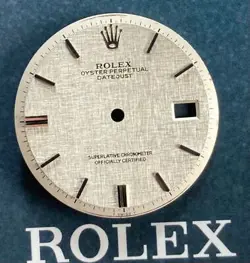 ROLEX
OYSTER PERPETUAL
DATEJUST
SUPERLATIVE CHRONOMETER
OFFICIALLY CERTIFIED
ROLEX